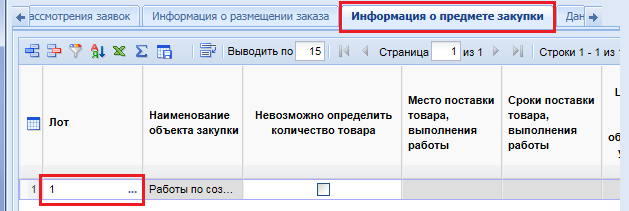 рассмотрения заявок Информация о размещении заказа Информация о предмете закупки Дан
Выводить по 15 Страница 1 из 1 Строки 1 - 1 из 1
Лот
Наименование
объекта закупки
Невозможно определить
количество товара
Место поставки
товара,
выполнения
работы
Сроки поставки
товара,
выполнения
работы
1 1 ... Работы по соз...